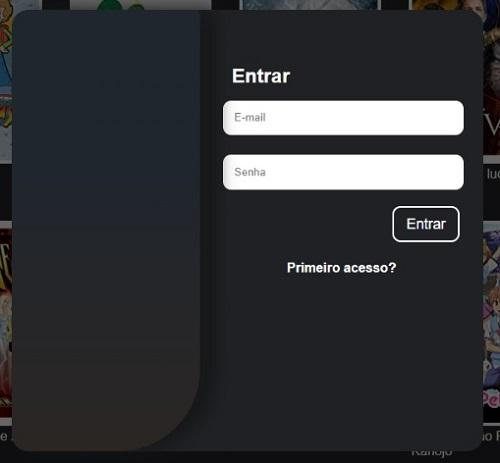 Entrar
E-mail
Senha
Entrar
Primeiro acesso?